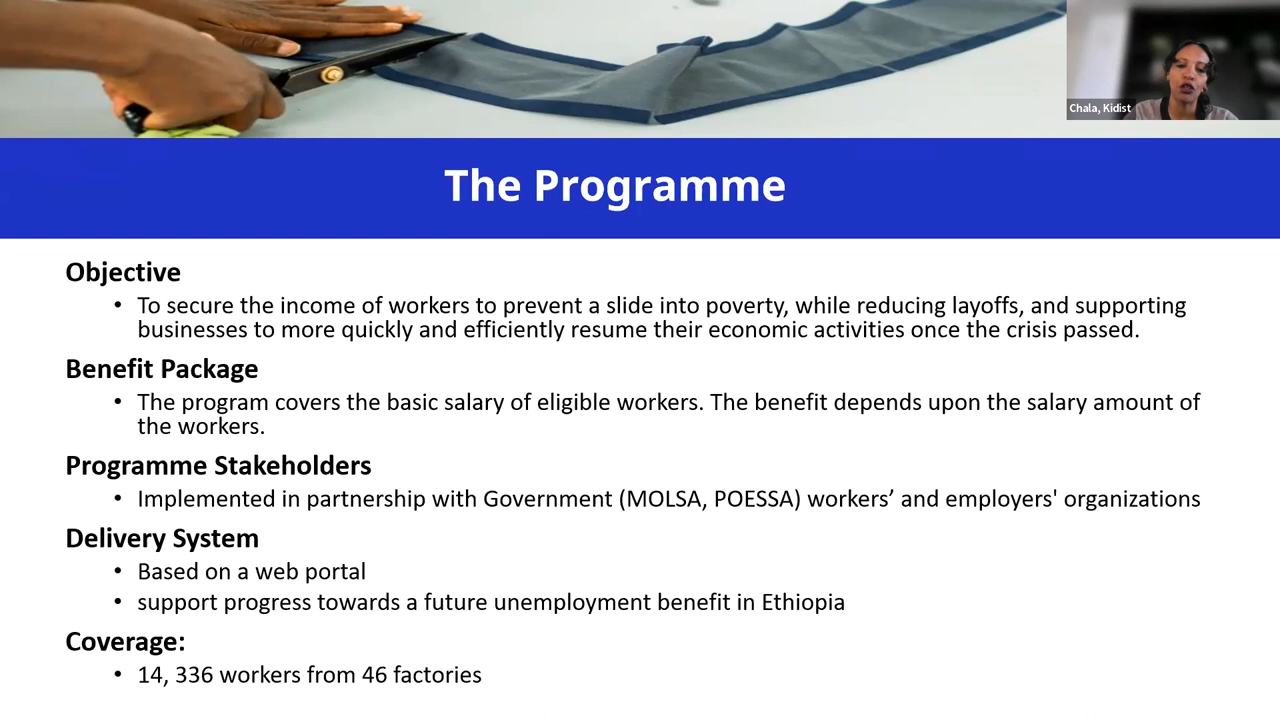 Chala, Kidist
The Programme
Objective
• To secure the income of workers to prevent a slide into poverty, while reducing layoffs, and supporting
businesses to more quickly and efficiently resume their economic activities once the crisis passed.
Benefit Package
• The program covers the basic salary of eligible workers. The benefit depends upon the salary amount of
the workers.
Programme Stakeholders
• Implemented in partnership with Government (MOLSA, POESSA) workers’ and employers' organizations
Delivery System
• Based on a web portal
• support progress towards a future unemployment benefit in Ethiopia
Coverage:
• 14, 336 workers from 46 factories